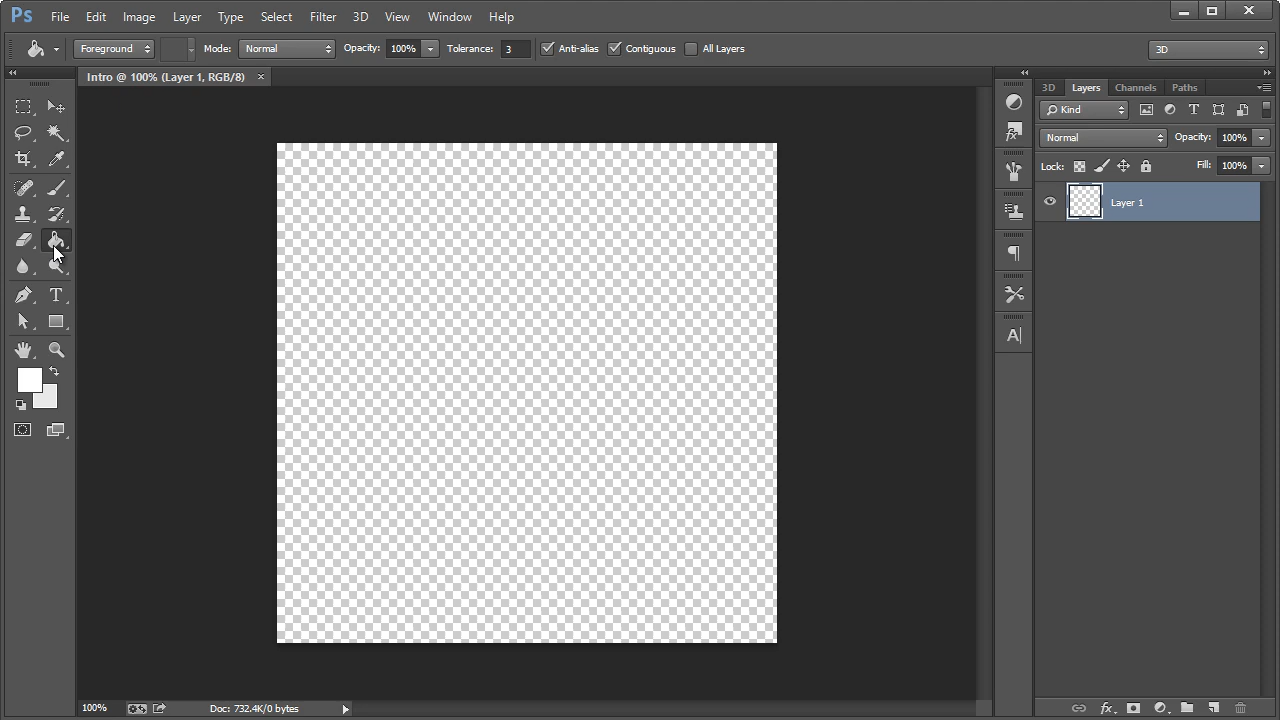 Ps File Edit Image Layer Type Select Filter 3D View Window Help
Foreground Mode: Normal Opacity: 100% Tolerance: 3 Anti-alias Contiguous All Layers 3D
Intro @ 100% (Layer 1, RGB/8) ×
3D Layers Channels Paths
Kind
Normal Opacity: 100%
Lock: Fill: 100%
Layer 1
100% Doc: 732.4K/0 bytes